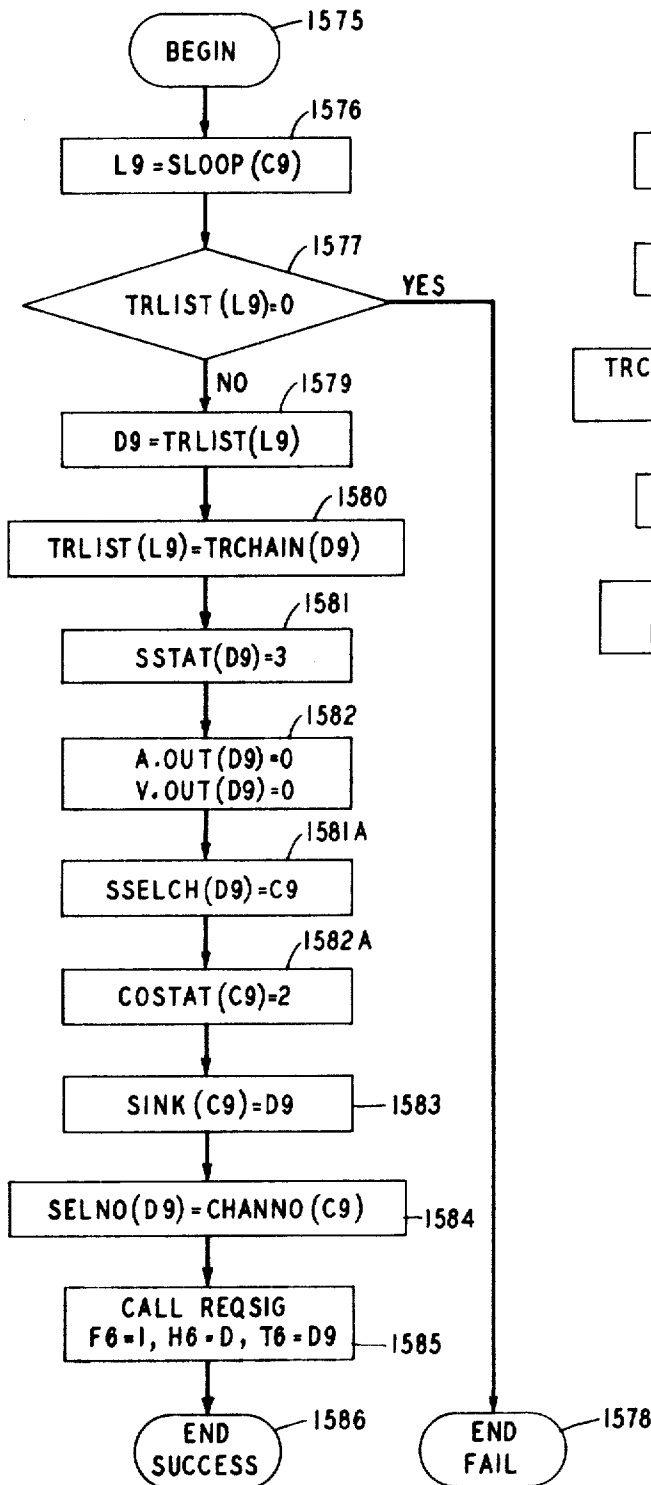 1575
BEGIN
1576
L9=SLOOP(C9)
1577
TRLIST(L9)=0
YES
NO
1579
D9=TRLIST(L9)
1580
TRLIST(L9)=TRCHAIN(D9)
TRC
1581
SSTAT(D9)=3
1582
A.OUT(D9)=0
V.OUT(D9)=0
1581A
SSELCH(D9)=C9
1582A
COSTAT(C9)=2
SINK(C9)=D9
1583
SELNO(D9)=CHANNO(C9)
1584
CALL REQSIG
F6=1, H6=D, T6=D9
1585
END
SUCCESS
1586
END
FAIL
1578